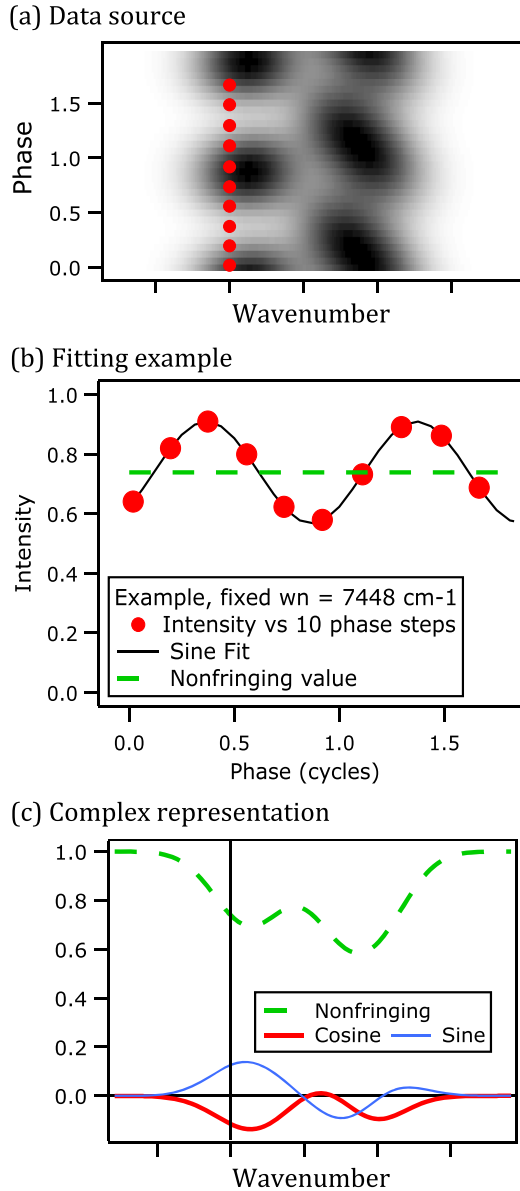 (a) Data source
1.5
1.0
0.5
0.0
Phase
Wavenumber
(b) Fitting example
1.0
0.8
0.6
0.4
0.2
0.0
Intensity
Example, fixed wn = 7448 cm-1
Intensity vs 10 phase steps
Sine Fit
Nonfringing value
0.0 0.5 1.0 1.5
Phase (cycles)
(c) Complex representation
1.0
0.8
0.6
0.4
0.2
0.0
Nonfringing
Cosine Sine
Wavenumber